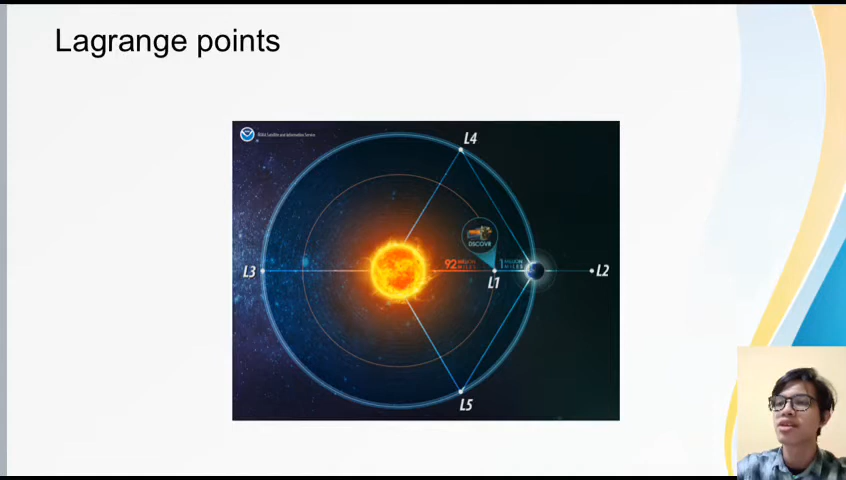 Lagrange points
NOAA Satellite and Information Service
L4
DSCOVR
92 MILLION MILES
1 MILLION MILES
L3
L1
L2
L5